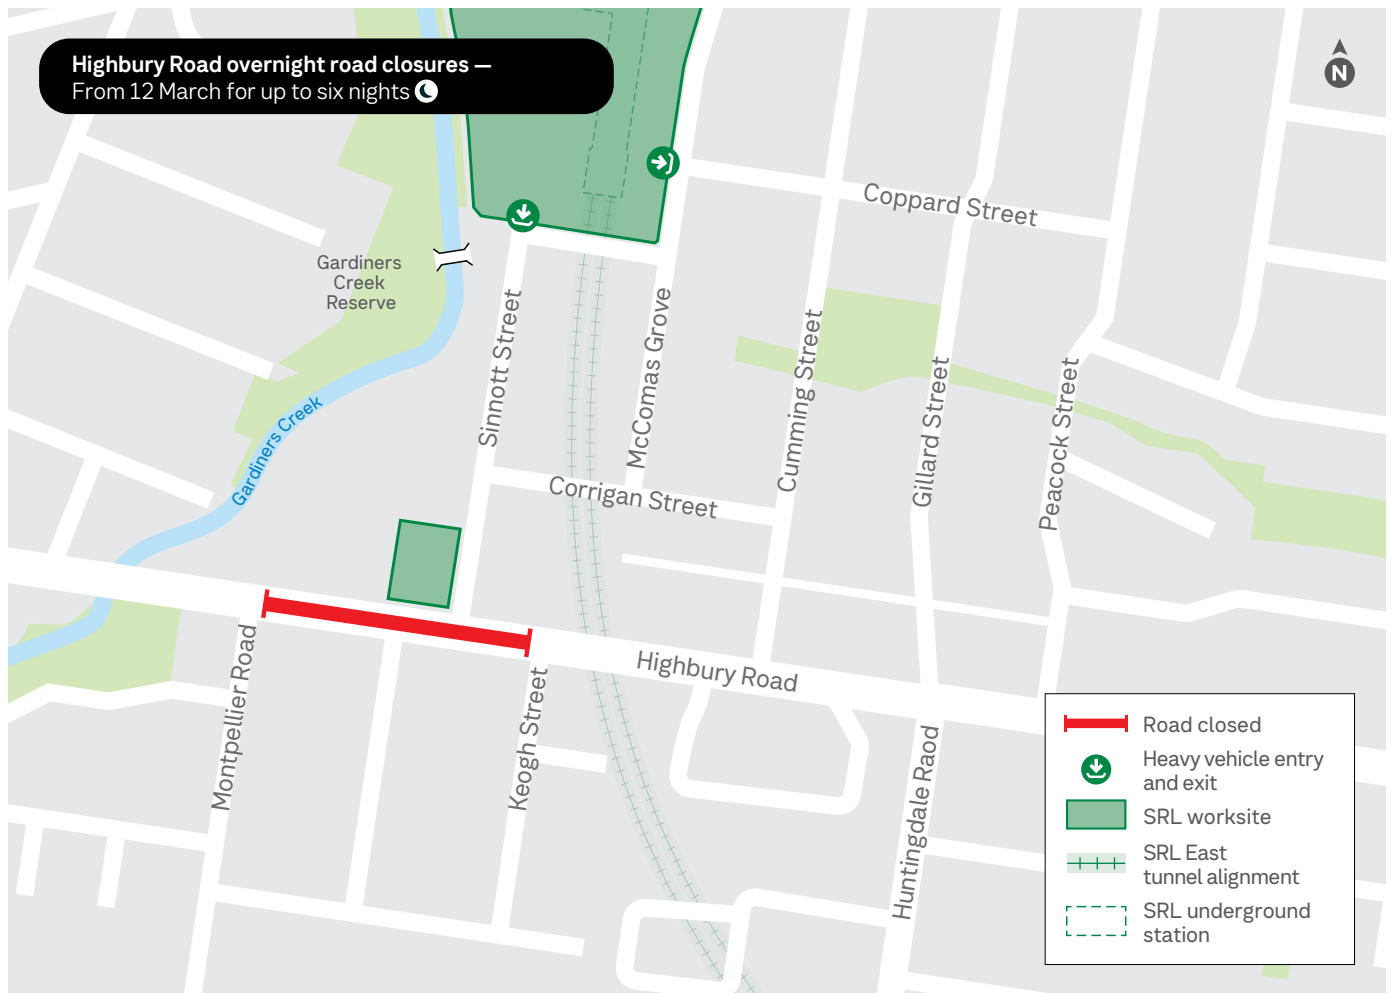 Highbury Road overnight road closures —
From 12 March for up to six nights
N
Coppard Street
Gardiners
Creek
Reserve
Sinnott Street
McComas Grove
Cumming Street
Gillard Street
Peacock Street
Gardiners Creek
Corrigan Street
Highbury Road
Montpellier Road
Keogh Street
Huntingdale Raod
Road closed
Heavy vehicle entry
and exit
SRL worksite
SRL East
tunnel alignment
SRL underground
station